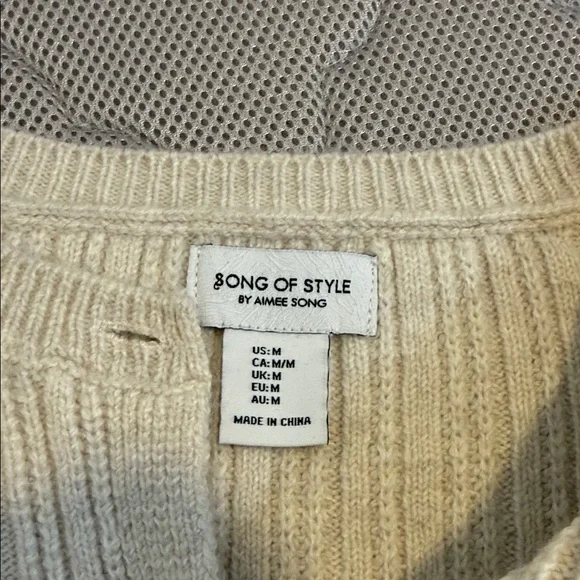 SONG OF STYLE
BY AIMEE SONG
US: M
CA: M/M
UK: M
EU: M
AU: M
MADE IN CHINA